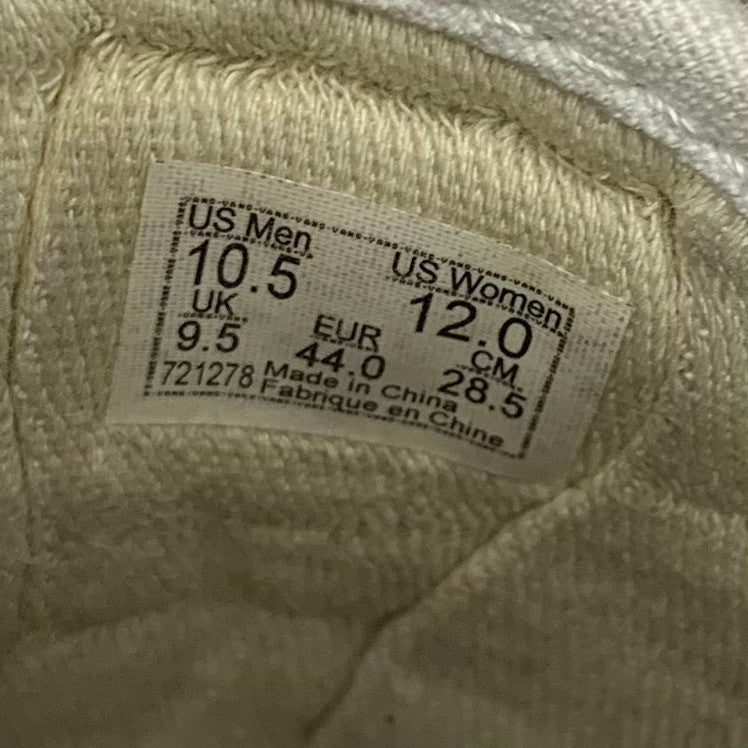 US Men
10.5
US Women
12.0
UK
9.5
EUR
44.0
CM
28.5
721278
Made in China
Fabrique en Chine